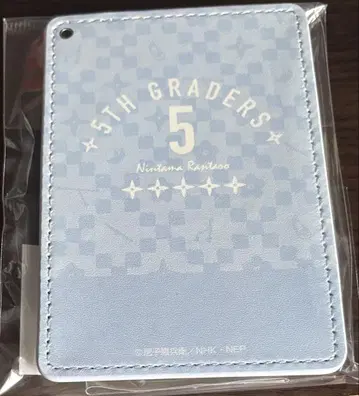 5TH GRADERS
5
Nintama Rantaro
© 尼子騒兵衛／NHK・NEP